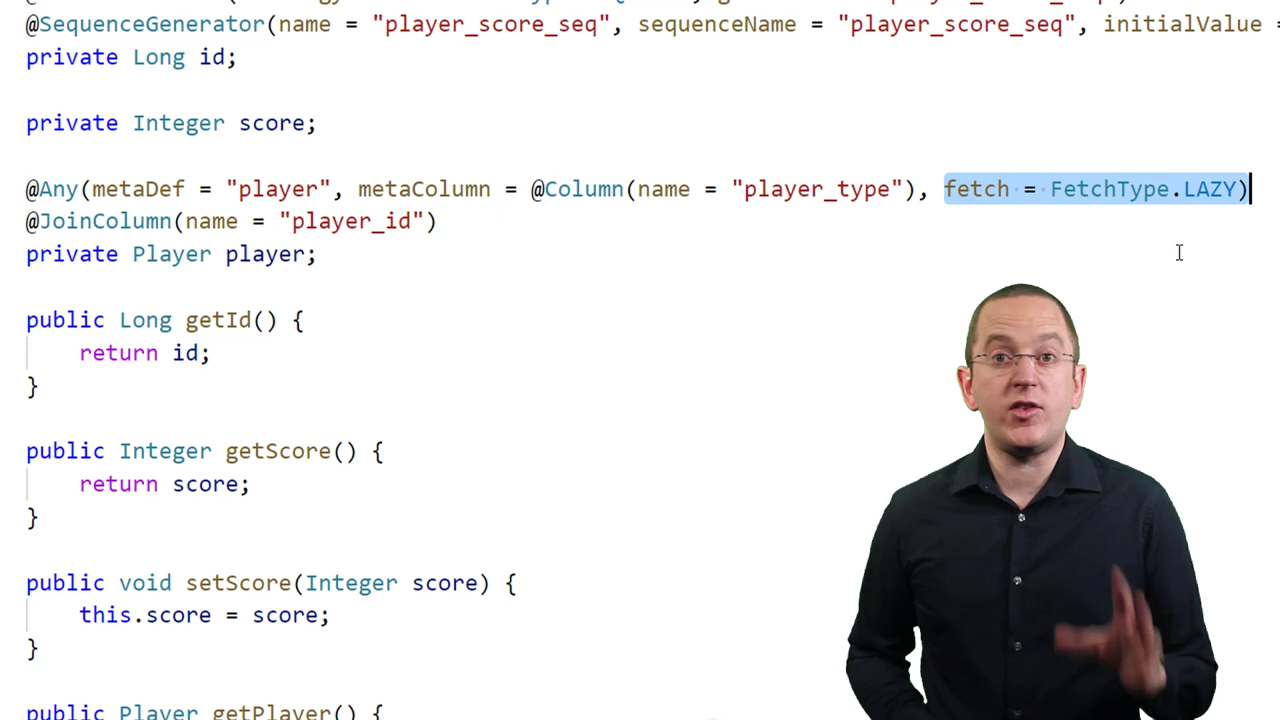 @SequenceGenerator(name = "player_score_seq", sequenceName = "player_score_seq", initialValue =
private Long id;
private Integer score;
@Any(metaDef = "player", metaColumn = @Column(name = "player_type"), fetch = FetchType.LAZY)
@JoinColumn(name = "player_id")
private Player player;
public Long getId() {
return id;
}
public Integer getScore() {
return score;
}
public void setScore(Integer score) {
this.score = score;
}
public Player getPlayer() {